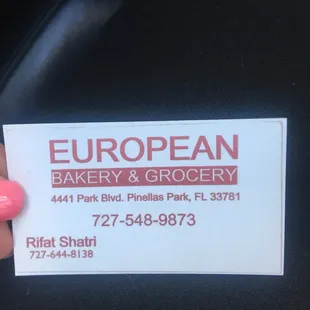 EUROPEAN
BAKERY & GROCERY
4441 Park Blvd. Pinellas Park, FL 33781
727-548-9873
Rifat Shatri
727-644-8138